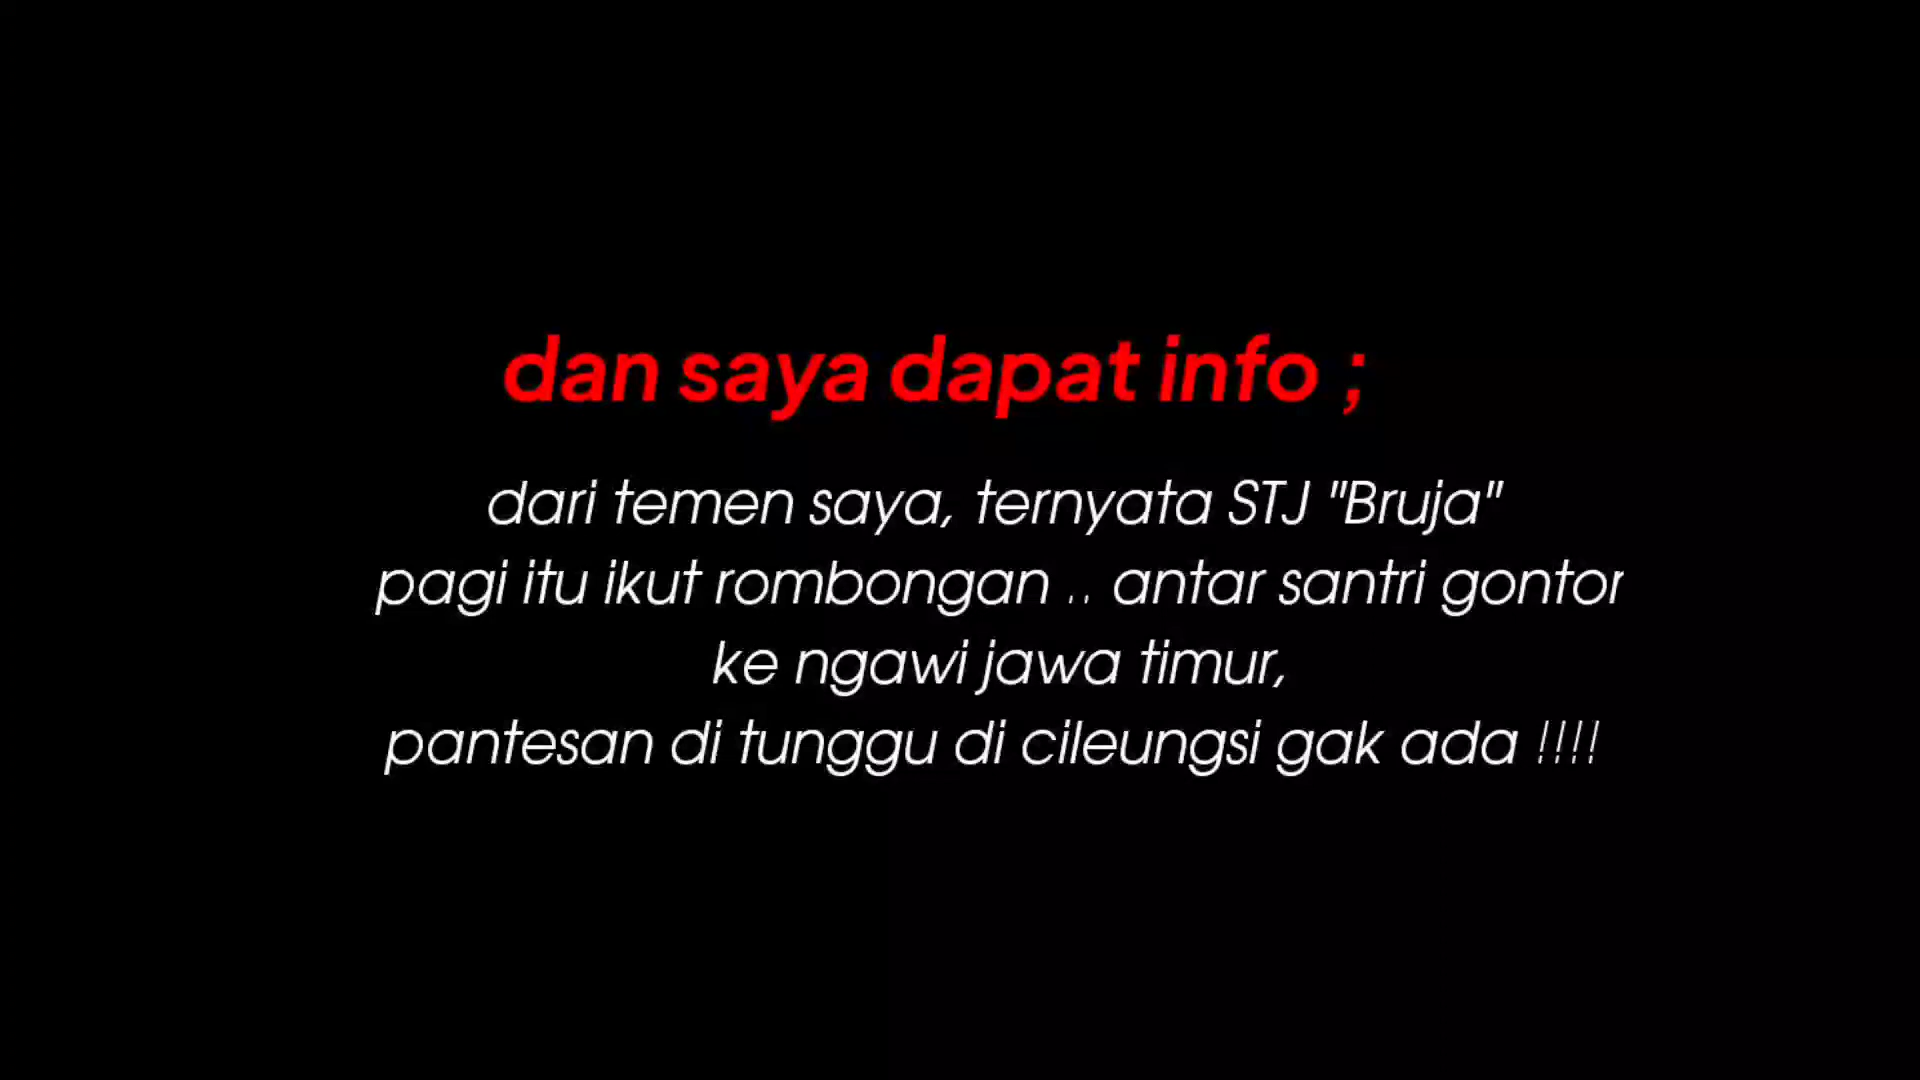 dan saya dapat info ;
dari temen saya, ternyata STJ "Bruja"
pagi itu ikut rombongan .. antar santri gontor
ke ngawi jawa timur,
pantesan di tunggu di cileungsi gak ada !!!!